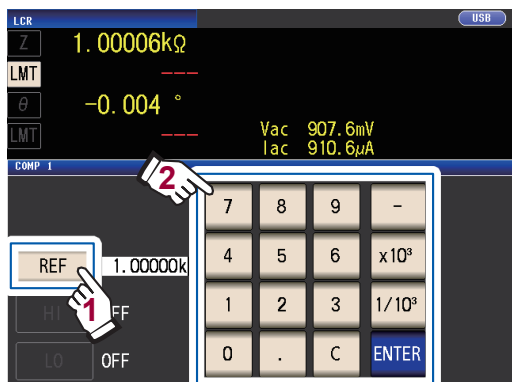 LCR USB
Z 1.00006kΩ
LMT ---
θ -0.004 °
LMT ---
Vac 907.6mV
Iac 910.6μA
COMP 1
2
7 8 9 -
REF 1.00000k
4 5 6 x10³
1
HI FF
1 2 3 1/10³
LO OFF
0 . C ENTER